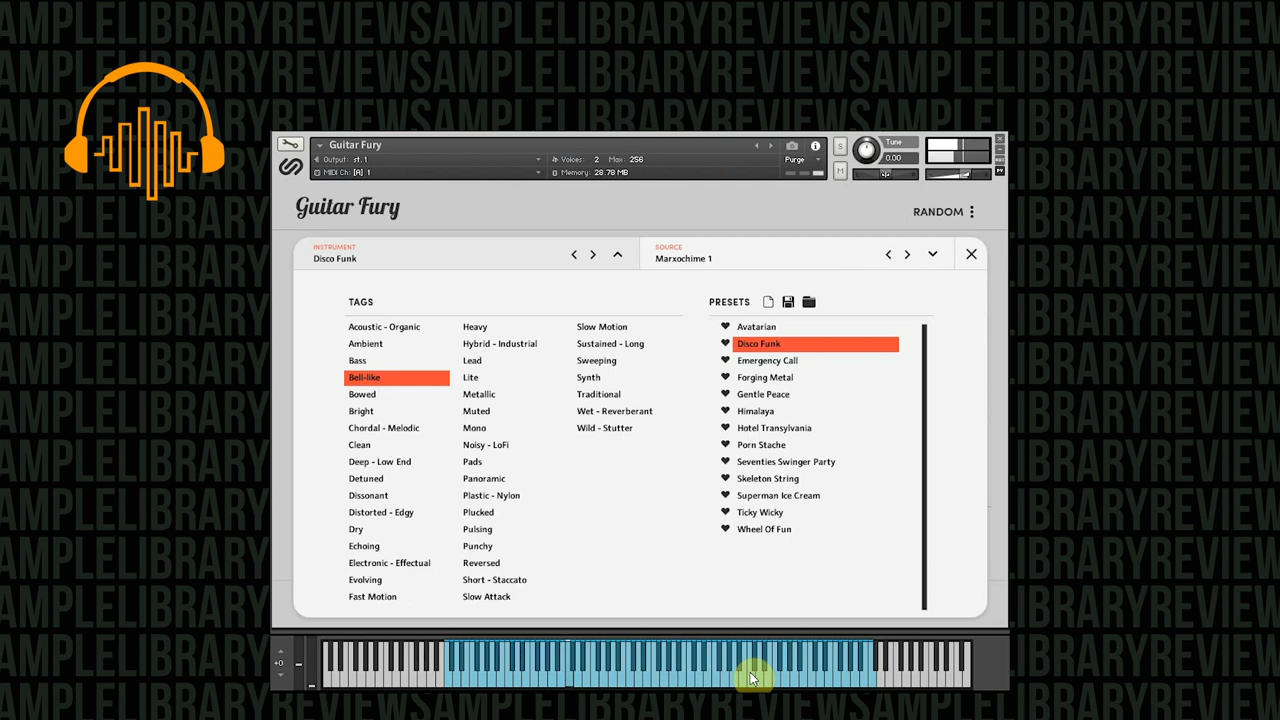 SAMPLELIBRARYREVIEWS
Guitar Fury
Output: st. 1
Voices: 2 Max: 256
Purge
MIDI Ch: [A] 1
Memory: 28.78 MB
S
M
Tune
0.00
Guitar Fury
RANDOM
INSTRUMENT
Disco Funk
SOURCE
Marxochime 1
TAGS
Acoustic - Organic
Ambient
Bass
Bell-like
Bowed
Bright
Chordal - Melodic
Clean
Deep - Low End
Detuned
Dissonant
Distorted - Edgy
Dry
Echoing
Electronic - Effectual
Evolving
Fast Motion
Heavy
Hybrid - Industrial
Lead
Lite
Metallic
Muted
Mono
Noisy - LoFi
Pads
Panoramic
Plastic - Nylon
Plucked
Pulsing
Punchy
Reversed
Short - Staccato
Slow Attack
Slow Motion
Sustained - Long
Sweeping
Synth
Traditional
Wet - Reverberant
Wild - Stutter
PRESETS
Avatarian
Disco Funk
Emergency Call
Forging Metal
Gentle Peace
Himalaya
Hotel Transylvania
Porn Stache
Seventies Swinger Party
Skeleton String
Superman Ice Cream
Ticky Wicky
Wheel Of Fun
+0